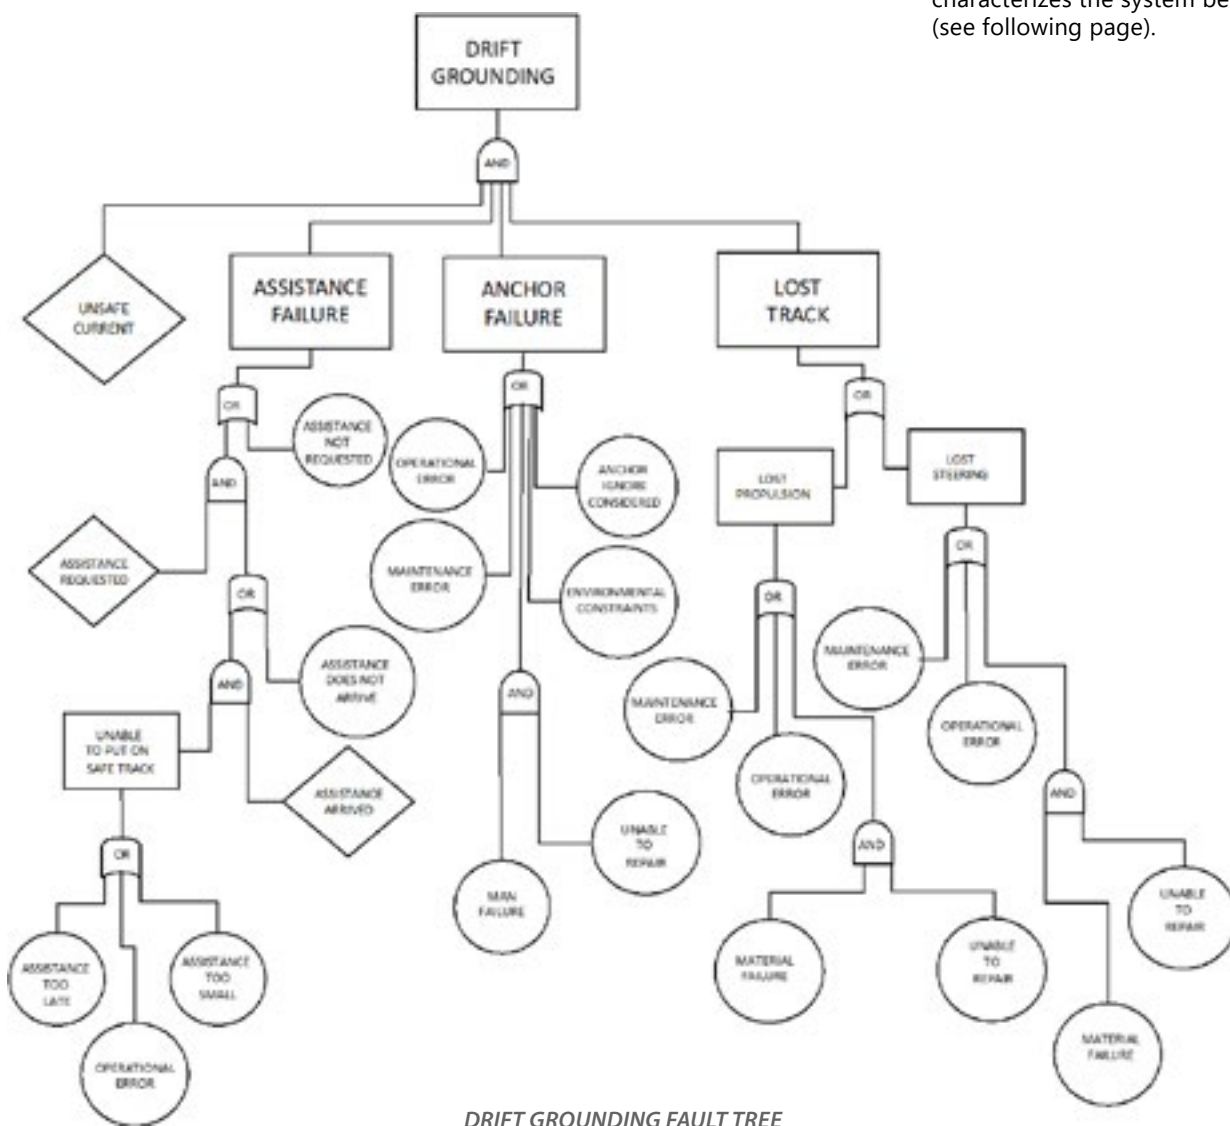 characterizes the system be
(see following page).
DRIFT
GROUNDING
AND
UNSAFE
CURRENT
ASSISTANCE
FAILURE
ANCHOR
FAILURE
LOST
TRACK
OR
ASSISTANCE
NOT
REQUESTED
OR
OPERATIONAL
ERROR
ANCHOR
IGNORE
CONSIDERED
OR
LOST
PROPULSION
LOST
STEERING
AND
ASSISTANCE
REQUESTED
OR
MAINTENANCE
ERROR
ENVIRONMENTAL
CONSTRAINTS
OR
OR
MAINTENANCE
ERROR
ASSISTANCE
DOES NOT
ARRIVE
AND
AND
MAINTENANCE
ERROR
OPERATIONAL
ERROR
OPERATIONAL
ERROR
UNABLE
TO PUT ON
SAFE TRACK
ASSISTANCE
ARRIVED
AND
UNABLE
TO
REPAIR
AND
OR
MAN
FAILURE
UNABLE
TO
REPAIR
ASSISTANCE
TOO
LATE
ASSISTANCE
TOO
SMALL
MATERIAL
FAILURE
UNABLE
TO
REPAIR
OPERATIONAL
ERROR
MATERIAL
FAILURE
DRIFT GROUNDING FAULT TREE